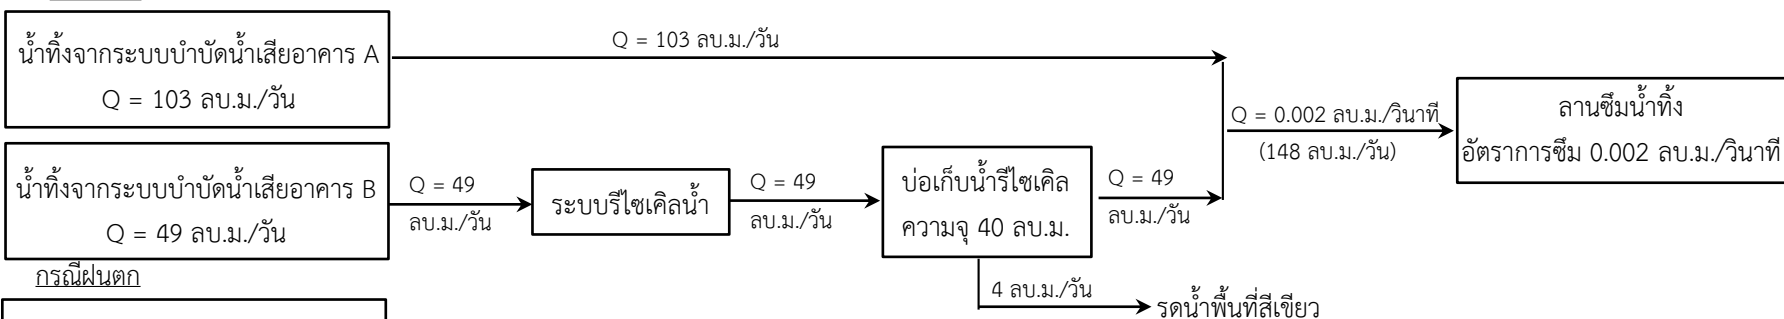 น้ำทิ้งจากระบบบำบัดน้ำเสียอาคาร A
Q = 103 ลบ.ม./วัน
Q = 103 ลบ.ม./วัน
น้ำทิ้งจากระบบบำบัดน้ำเสียอาคาร B
Q = 49 ลบ.ม./วัน
Q = 49
ลบ.ม./วัน
ระบบรีไซเคิลน้ำ
Q = 49
ลบ.ม./วัน
บ่อเก็บน้ำรีไซเคิล
ความจุ 40 ลบ.ม.
Q = 49
ลบ.ม./วัน
Q = 0.002 ลบ.ม./วินาที
(148 ลบ.ม./วัน)
ลานซึมน้ำทิ้ง
อัตราการซึม 0.002 ลบ.ม./วินาที
4 ลบ.ม./วัน
รดน้ำพื้นที่สีเขียว
กรณีฝนตก